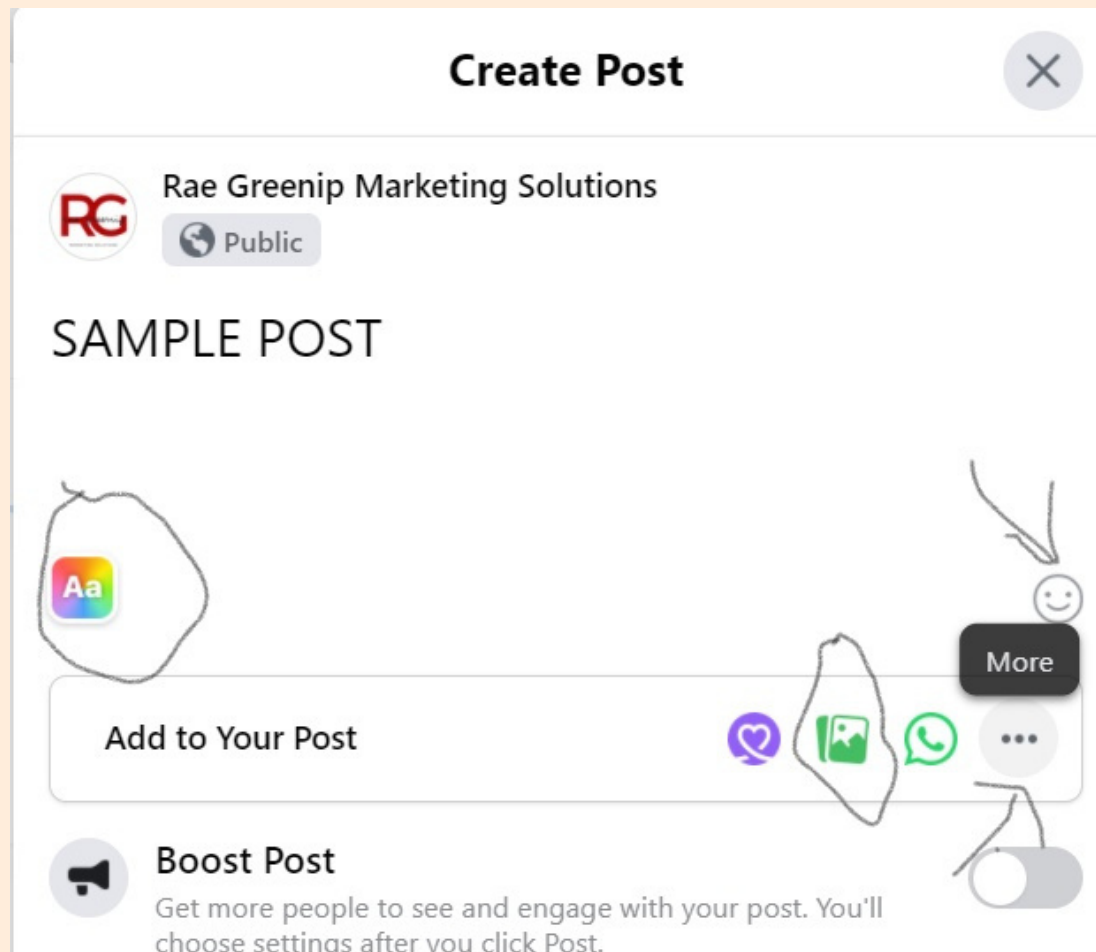 Create Post
Rae Greenip Marketing Solutions
RG
Public
SAMPLE POST
Aa
More
Add to Your Post
Boost Post
Get more people to see and engage with your post. You'll
choose settings after you click Post.